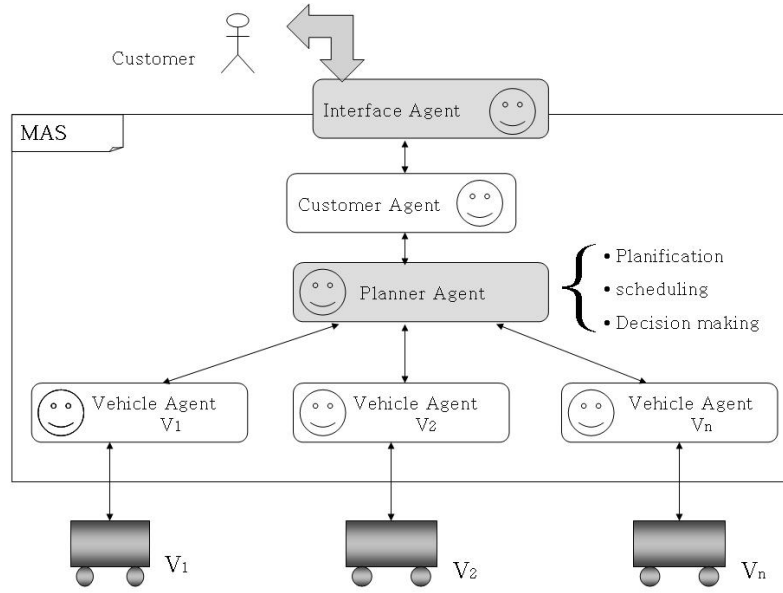 Customer
Interface Agent
MAS
Customer Agent
Planner Agent
• Planification
• scheduling
• Decision making
Vehicle Agent
V1
Vehicle Agent
V2
Vehicle Agent
Vn
V1
V2
Vn